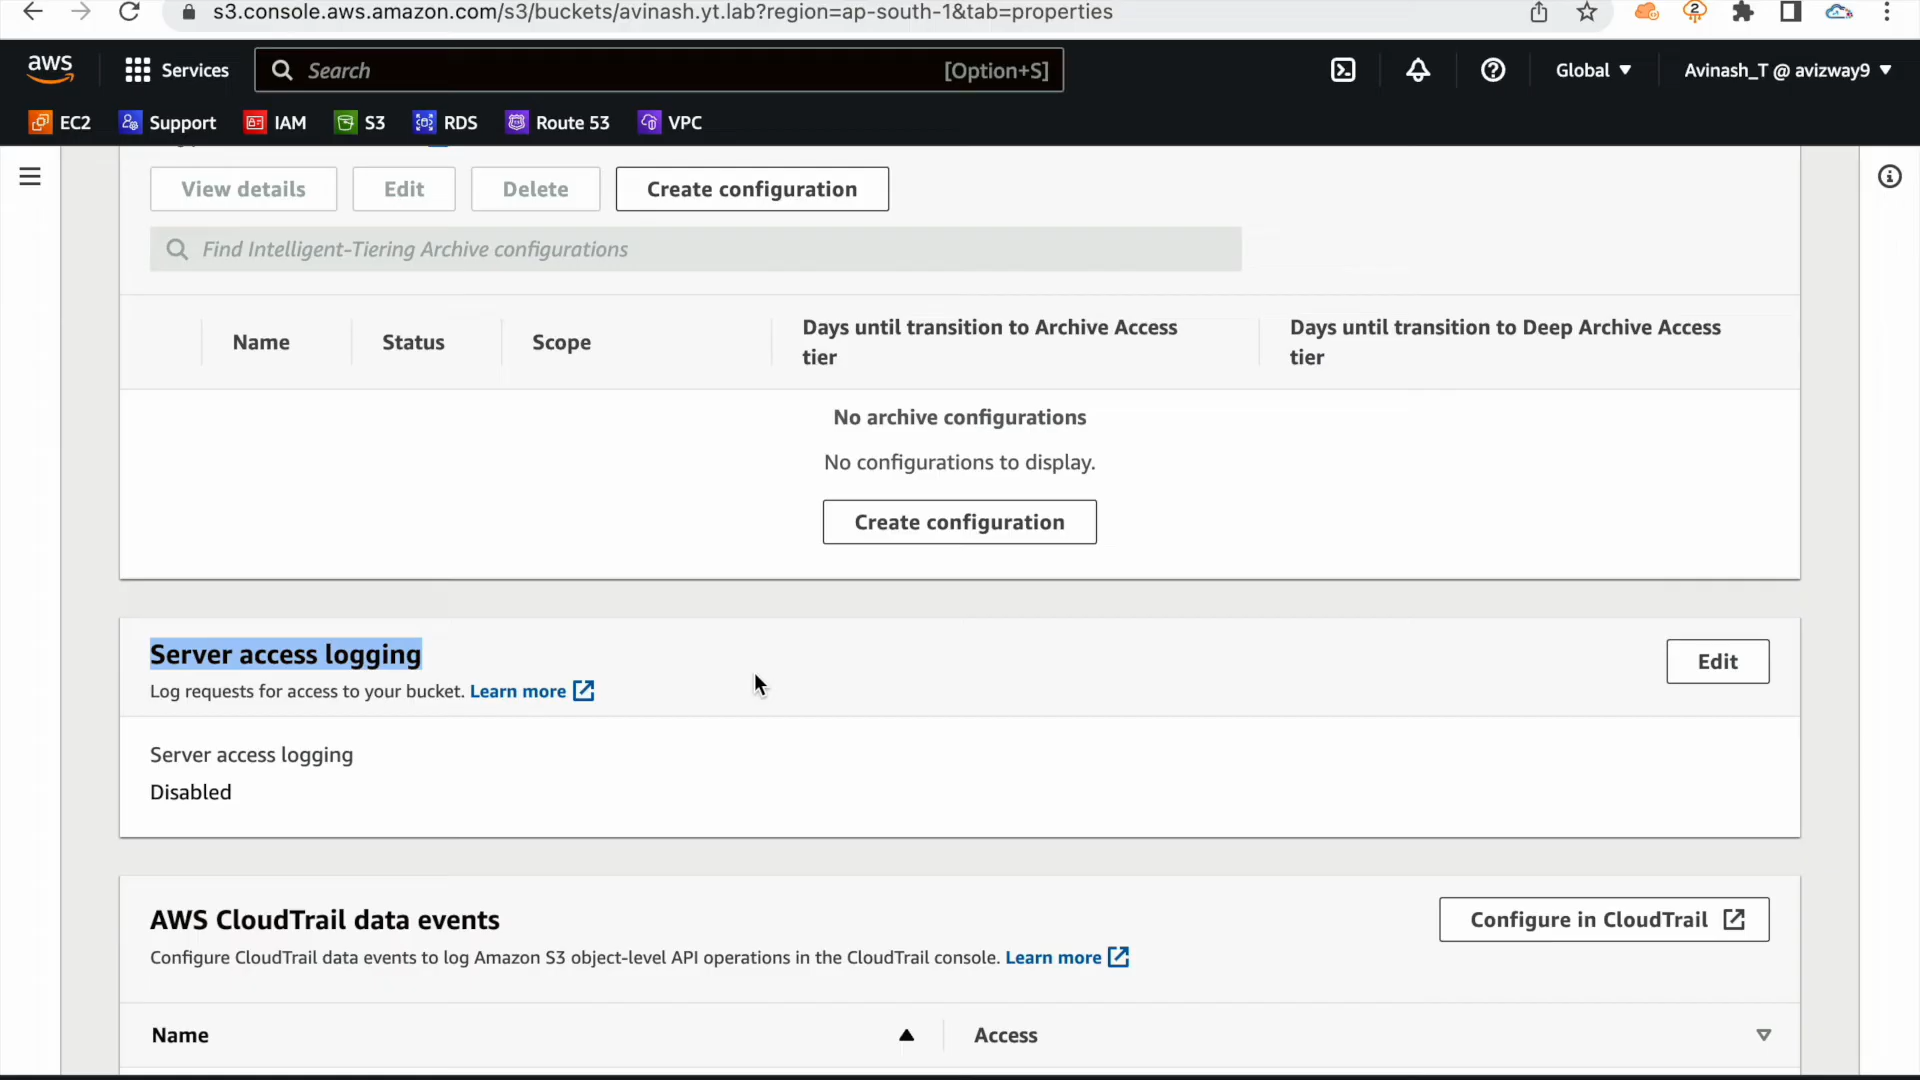 s3.console.aws.amazon.com/s3/buckets/avinash.yt.lab?region=ap-south-1&tab=properties
2
aws
Services
Search
[Option+S]
Global
Avinash_T @ avizway9
EC2
Support
IAM
S3
RDS
Route 53
VPC
View details
Edit
Delete
Create configuration
Find Intelligent-Tiering Archive configurations
Name
Status
Scope
Days until transition to Archive Access
tier
Days until transition to Deep Archive Access
tier
No archive configurations
No configurations to display.
Create configuration
Server access logging
Edit
Log requests for access to your bucket. Learn more
Server access logging
Disabled
AWS CloudTrail data events
Configure in CloudTrail
Configure CloudTrail data events to log Amazon S3 object-level API operations in the CloudTrail console. Learn more
Name
Access